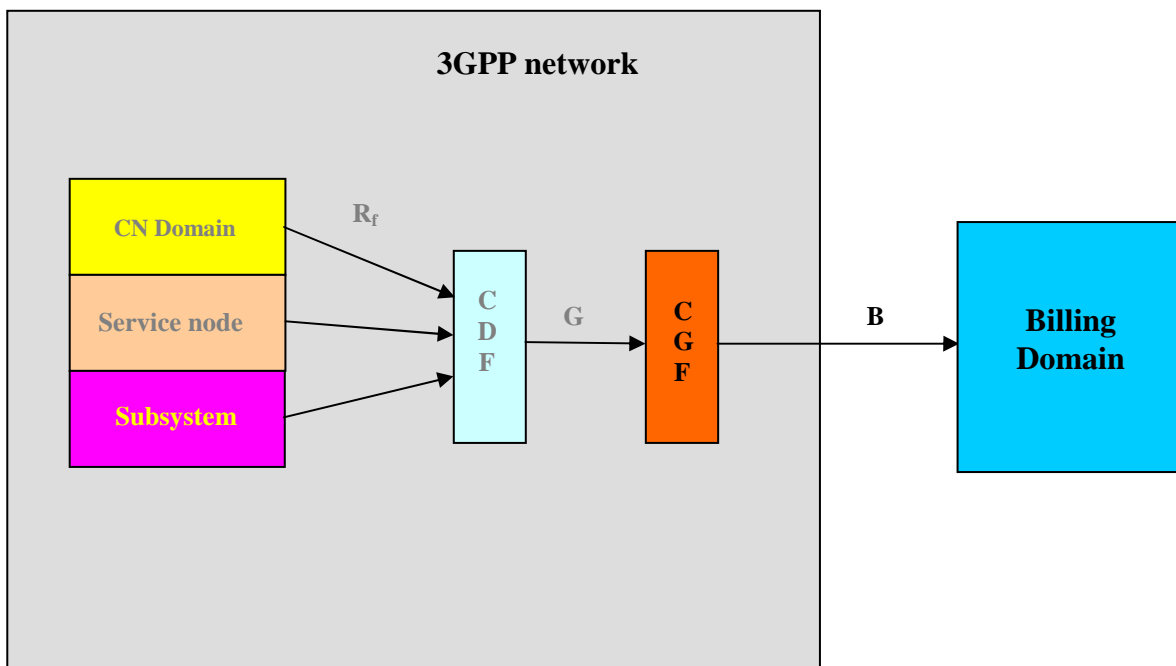 3GPP network
CN Domain
Service node
Subsystem
Rf
C
D
F
G
C
G
F
B
Billing
Domain